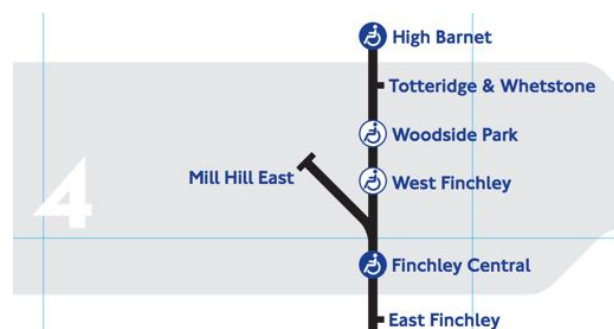 High Barnet
Totteridge & Whetstone
Woodside Park
Mill Hill East
West Finchley
4
Finchley Central
East Finchley